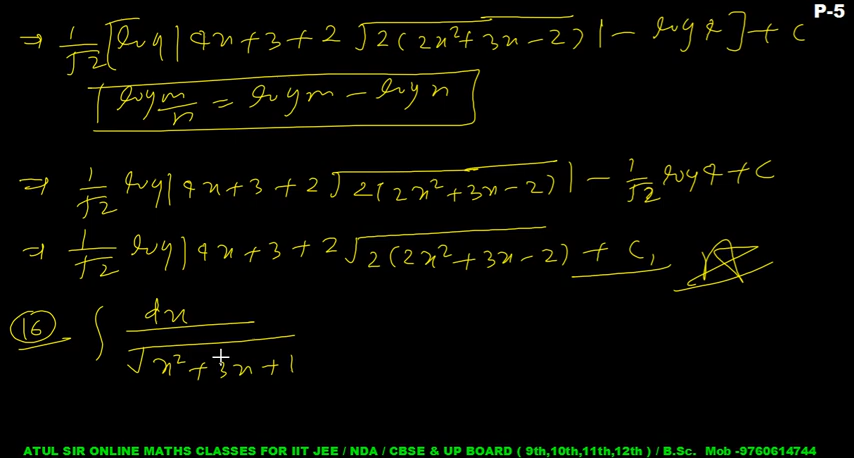 P-5
⇒ 1/√2 [log|4x+3+2√2(2x²+3x-2)| - log 4] + C
log m/n = log m - log n
⇒ 1/√2 log|4x+3+2√2(2x²+3x-2)| - 1/√2 log 4 + C
⇒ 1/√2 log|4x+3+2√2(2x²+3x-2) + C₁
(16) ∫ dx/√x²+3x+1
ATUL SIR ONLINE MATHS CLASSES FOR IIT JEE / NDA / CBSE & UP BOARD ( 9th,10th,11th,12th ) / B.Sc. Mob -9760614744